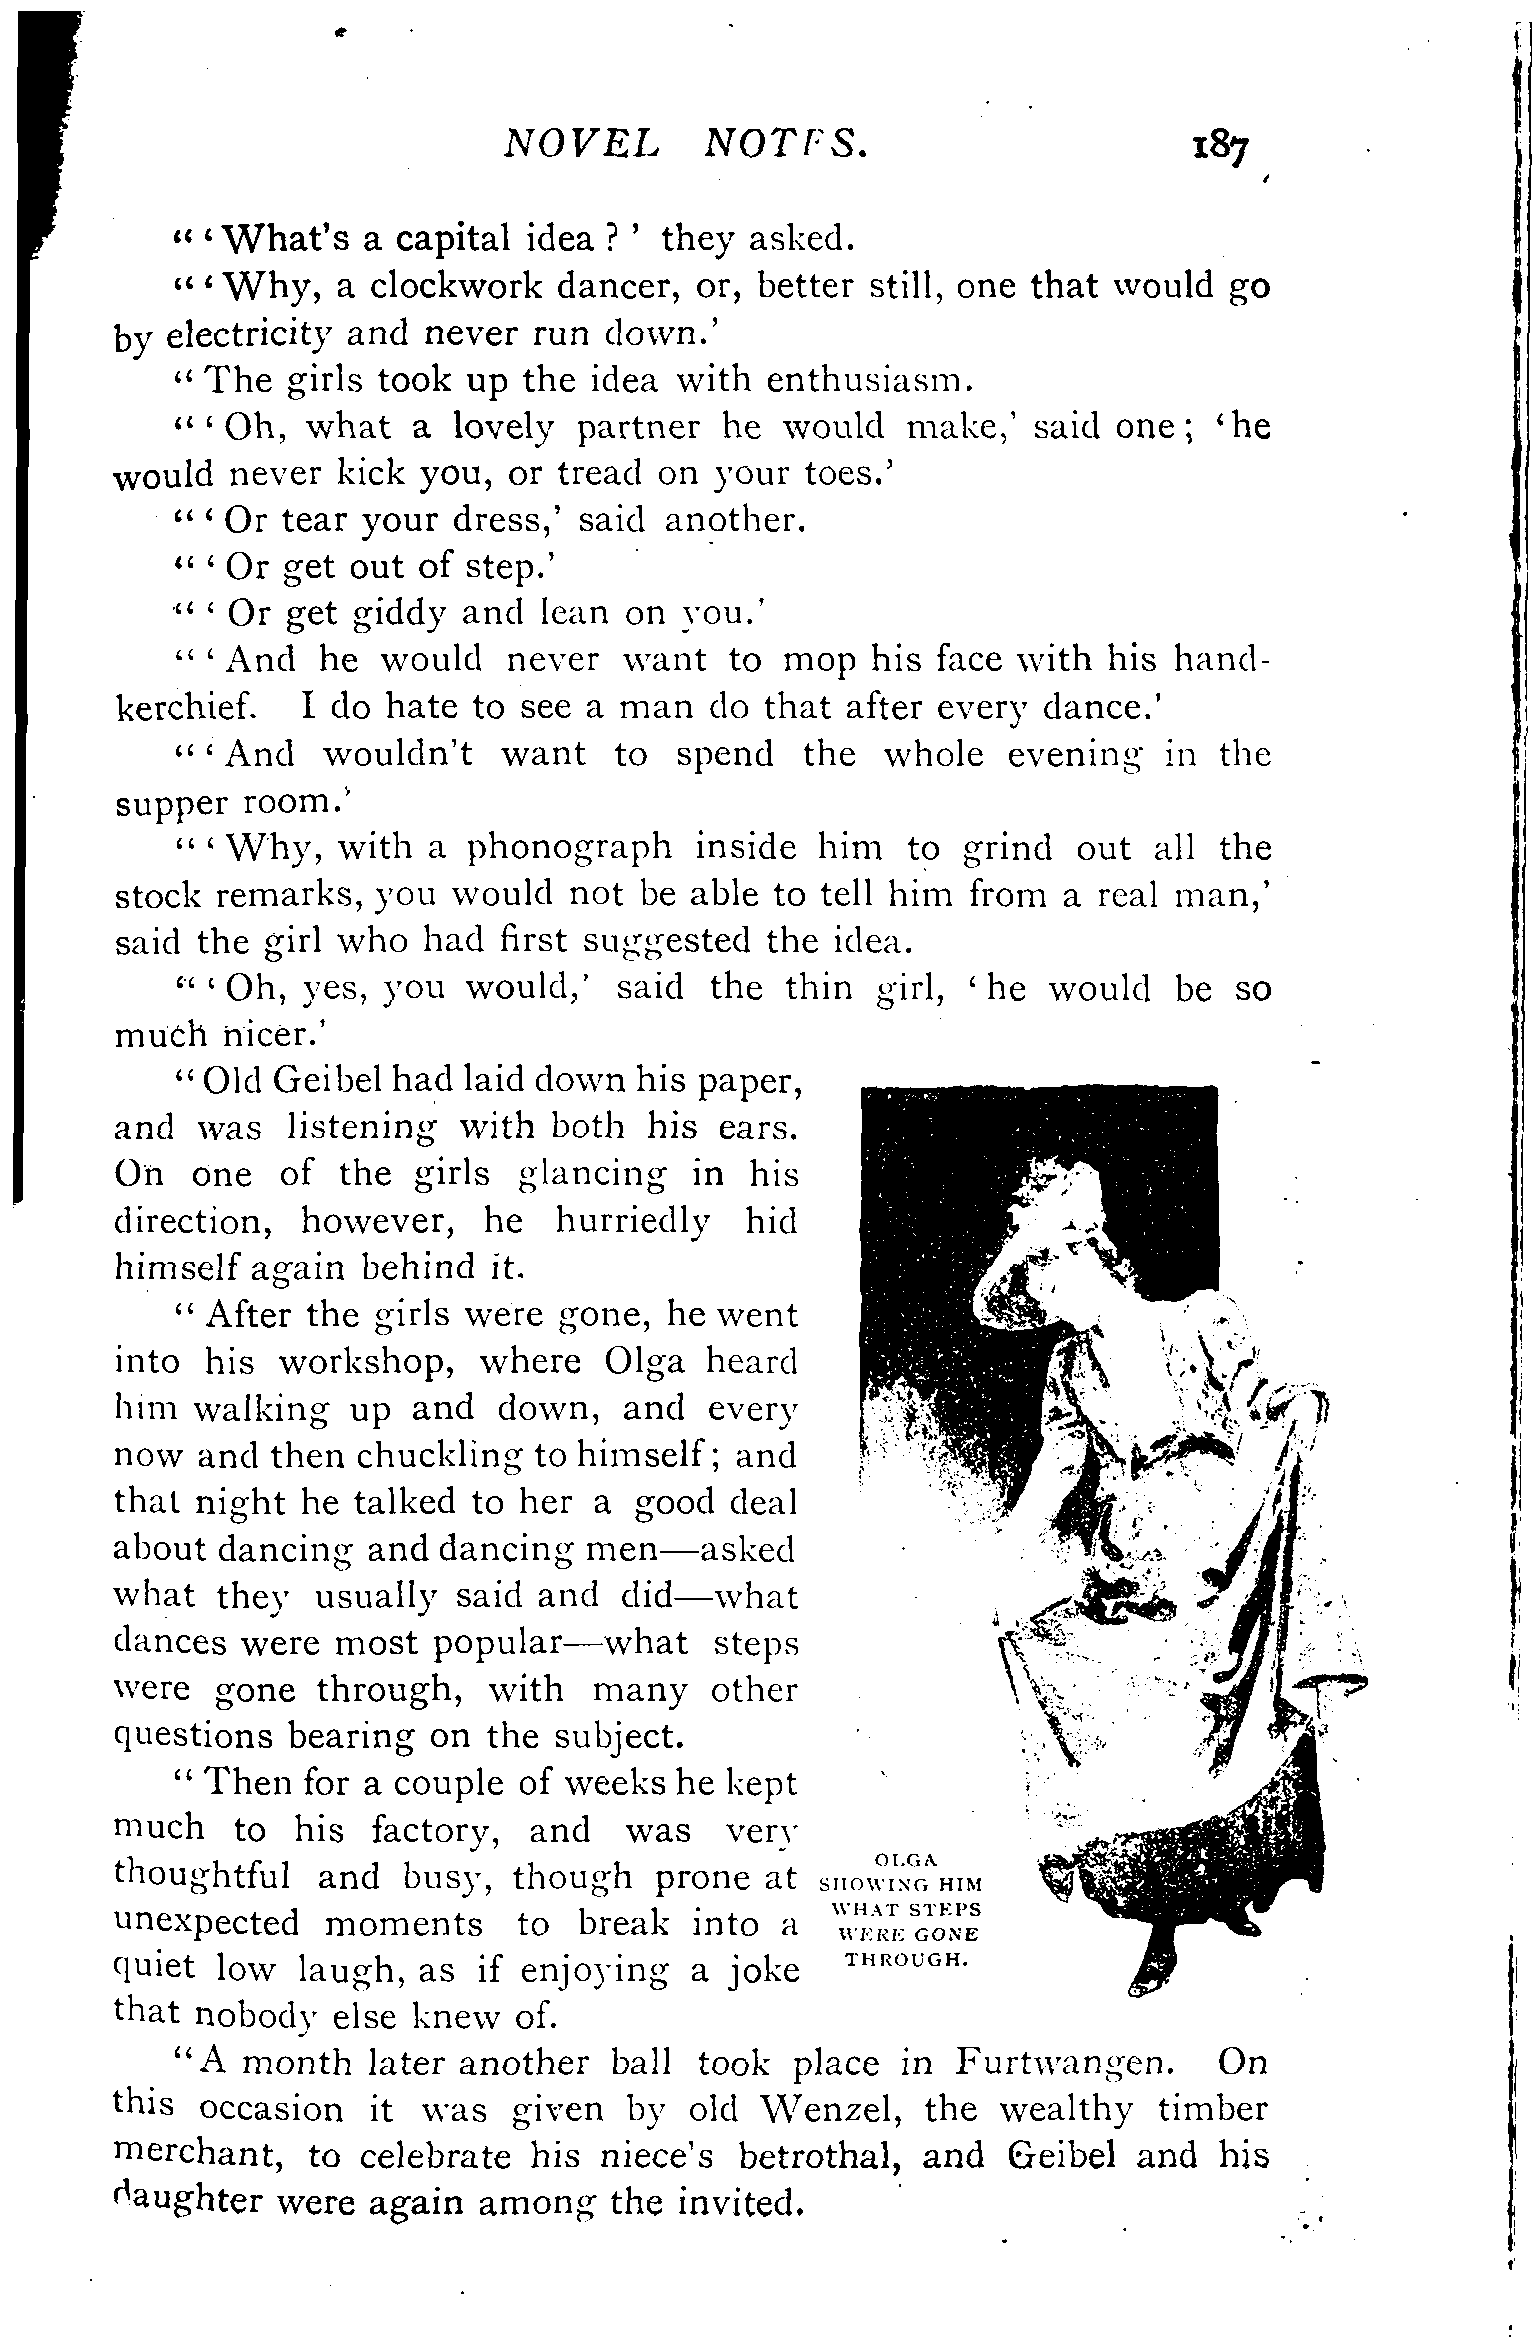 NOVEL NOTES. 187
“‘What's a capital idea?’ they asked.
“‘Why, a clockwork dancer, or, better still, one that would go
by electricity and never run down.’
“The girls took up the idea with enthusiasm.
“‘Oh, what a lovely partner he would make,’ said one; ‘he
would never kick you, or tread on your toes.’
“‘Or tear your dress,’ said another.
“‘Or get out of step.’
“‘Or get giddy and lean on you.’
“‘And he would never want to mop his face with his hand-
kerchief. I do hate to see a man do that after every dance.’
“‘And wouldn't want to spend the whole evening in the
supper room.’
“‘Why, with a phonograph inside him to grind out all the
stock remarks, you would not be able to tell him from a real man,’
said the girl who had first suggested the idea.
“‘Oh, yes, you would,’ said the thin girl, ‘he would be so
much nicer.’
“Old Geibel had laid down his paper,
and was listening with both his ears.
On one of the girls glancing in his
direction, however, he hurriedly hid
himself again behind it.
“After the girls were gone, he went
into his workshop, where Olga heard
him walking up and down, and every
now and then chuckling to himself; and
that night he talked to her a good deal
about dancing and dancing men—asked
what they usually said and did—what
dances were most popular—what steps
were gone through, with many other
questions bearing on the subject.
“Then for a couple of weeks he kept
much to his factory, and was very
thoughtful and busy, though prone at
unexpected moments to break into a
quiet low laugh, as if enjoying a joke
that nobody else knew of.
OLGA
SHOWING HIM
WHAT STEPS
WERE GONE
THROUGH.
“A month later another ball took place in Furtwangen. On
this occasion it was given by old Wenzel, the wealthy timber
merchant, to celebrate his niece's betrothal, and Geibel and his
daughter were again among the invited.